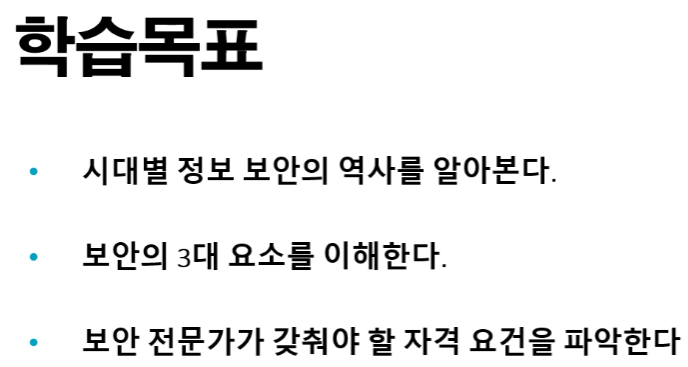 학습목표
• 시대별 정보 보안의 역사를 알아본다.
• 보안의 3대 요소를 이해한다.
• 보안 전문가가 갖춰야 할 자격 요건을 파악한다